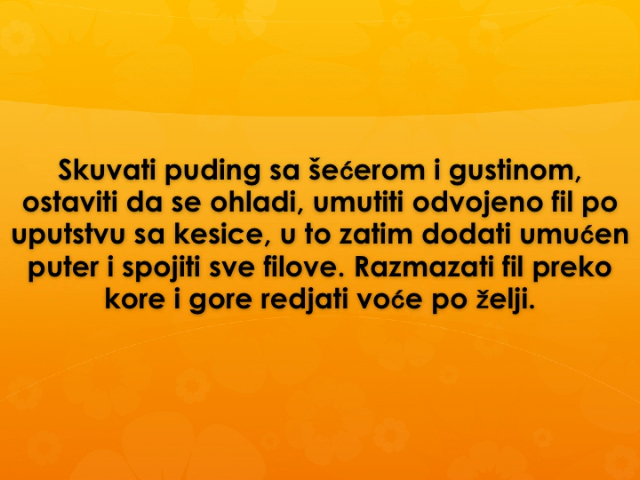 Skuvati puding sa šećerom i gustinom,
ostaviti da se ohladi, umutiti odvojeno fil po
uputstvu sa kesice, u to zatim dodati umućen
puter i spojiti sve filove. Razmazati fil preko
kore i gore redjati voće po želji.